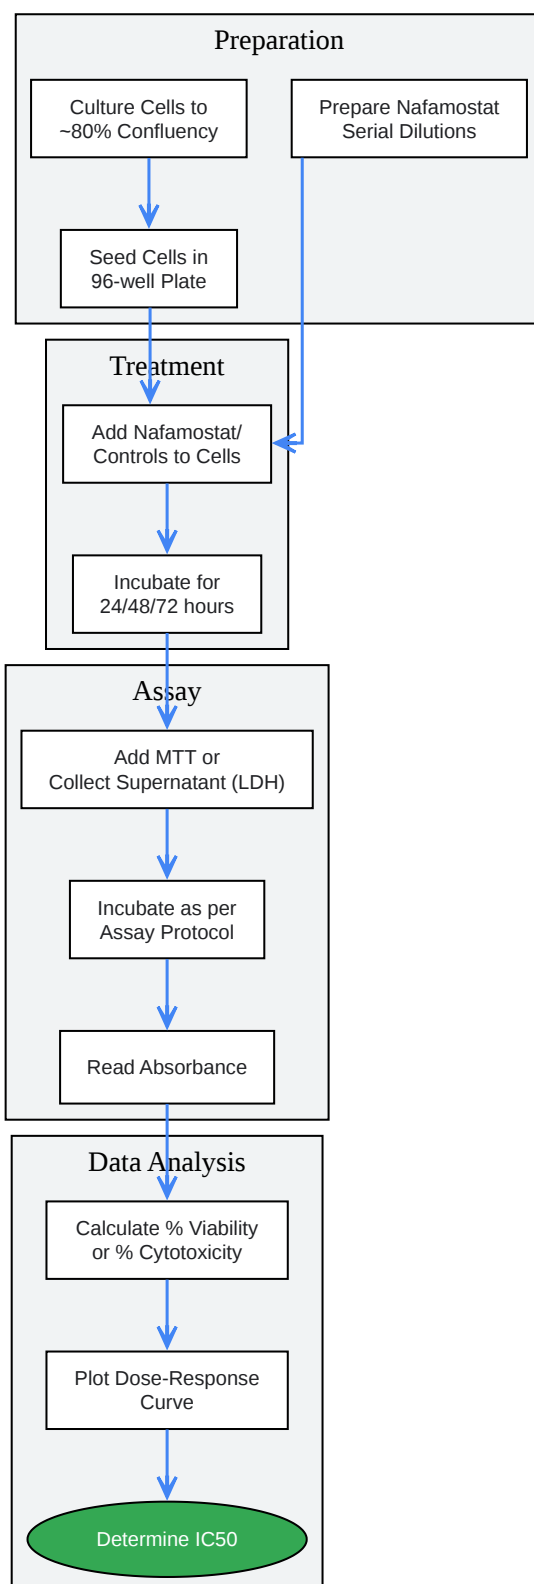 Preparation
Culture Cells to
~80% Confluency
Prepare Nafamostat
Serial Dilutions
Seed Cells in
96-well Plate
Treatment
Add Nafamostat/
Controls to Cells
Incubate for
24/48/72 hours
Assay
Add MTT or
Collect Supernatant (LDH)
Incubate as per
Assay Protocol
Read Absorbance
Data Analysis
Calculate % Viability
or % Cytotoxicity
Plot Dose-Response
Curve
Determine IC50